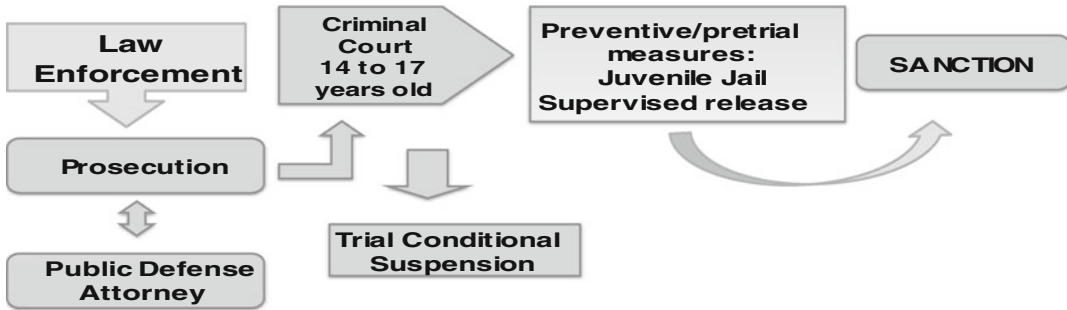 Law
Enforcement
Prosecution
Public Defense
Attorney
Criminal
Court
14 to 17
years old
Trial Conditional
Suspension
Preventive/pretrial
measures:
Juvenile Jail
Supervised release
SANCTION